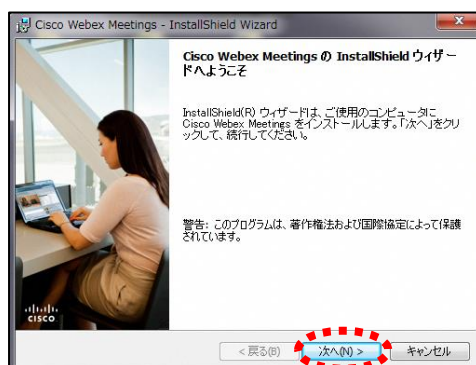 Cisco Webex Meetings - InstallShield Wizard
Cisco Webex Meetings の InstallShield ウィザー
ドへようこそ
InstallShield(R) ウィザードは、ご使用のコンピュータに
Cisco Webex Meetings をインストールします。「次へ」をクリ
ックして、続行してください。
警告: このプログラムは、著作権法および国際協定によって保護
されています。
CISCO
< 戻る(B)
次へ(N) >
キャンセル